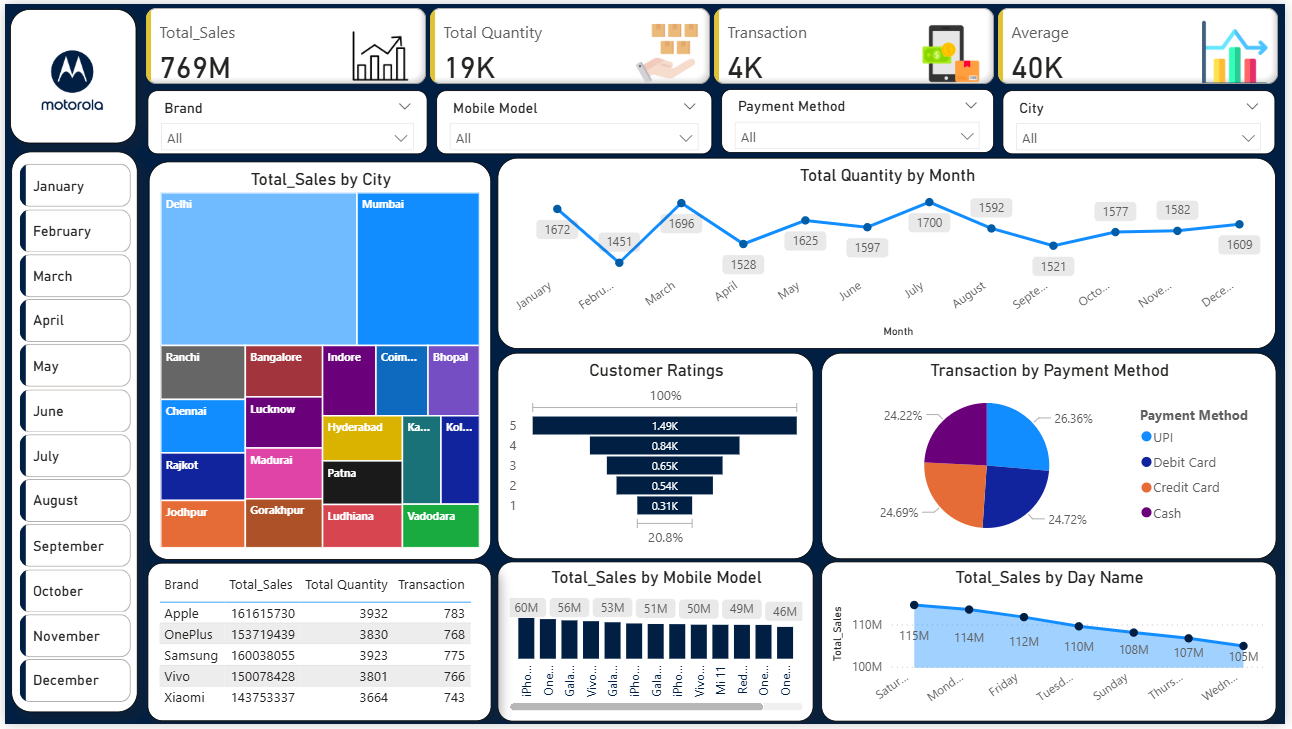 motorola
Total_Sales
769M
Total Quantity
19K
Transaction
4K
Average
40K
Brand
All
Mobile Model
All
Payment Method
All
City
All
January
February
March
April
May
June
July
August
September
October
November
December
Total_Sales by City
Delhi
Mumbai
Ranchi
Bangalore
Indore
Coim...
Bhopal
Chennai
Lucknow
Hyderabad
Ka...
Kol...
Rajkot
Madurai
Patna
Jodhpur
Gorakhpur
Ludhiana
Vadodara
Total Quantity by Month
1672
1451
1696
1528
1625
1597
1700
1592
1521
1577
1582
1609
January
Febru...
March
April
May
June
July
August
Septe...
Octo...
Nove...
Dece...
Month
Customer Ratings
100%
5 1.49K
4 0.84K
3 0.65K
2 0.54K
1 0.31K
20.8%
Transaction by Payment Method
24.22%
26.36%
24.69%
24.72%
Payment Method
UPI
Debit Card
Credit Card
Cash
Brand Total_Sales Total Quantity Transaction
Apple 161615730 3932 783
OnePlus 153719439 3830 768
Samsung 160038055 3923 775
Vivo 150078428 3801 766
Xiaomi 143753337 3664 743
Total_Sales by Mobile Model
60M 56M 53M 51M 50M 49M 46M
iPho...
One...
Gala...
Vivo...
Gala...
iPho...
Gala...
iPho...
Vivo...
Mi 11
Red...
One...
One...
Total_Sales by Day Name
Total_Sales
110M
100M
115M
114M
112M
110M
108M
107M
105M
Satur...
Mond...
Friday
Tuesd...
Sunday
Thurs...
Wedn...